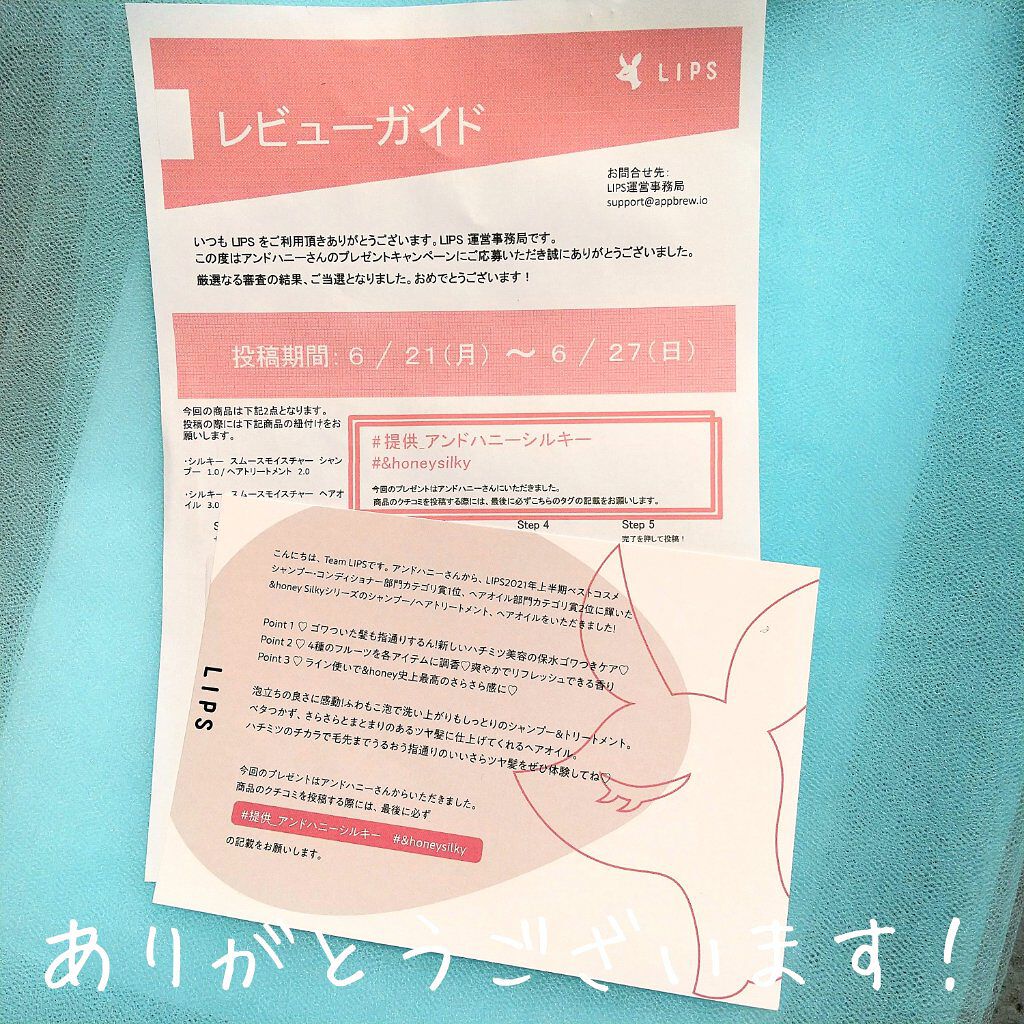 LIPS
レビューガイド
お問合せ先:
LIPS運営事務局
support@appbrew.io
いつも LIPS をご利用頂きありがとうございます。LIPS 運営事務局です。
この度はアンドハニーさんのプレゼントキャンペーンにご応募いただき誠にありがとうございました。
厳選なる審査の結果、ご当選となりました。おめでとうございます！
投稿期間: 6 / 21(月) ～ 6 / 27(日)
今回の商品は下記2点となります。
投稿の際には下記商品の紐付けをお
願いします。
・シルキー スムースモイスチャー シャン
プー 1.0 / ヘアトリートメント 2.0
・シルキー スムースモイスチャー ヘアオ
イル 3.0
#提供_アンドハニーシルキー
#&honeysilky
今回のプレゼントはアンドハニーさんにいただきました。
商品のクチコミを投稿する際には、最後に必ずこちらのタグの記載をお願いします。
Step 4
Step 5
完了を押して投稿！
こんにちは、Team LIPSです。アンドハニーさんから、LIPS2021年上半期ベストコスメ
シャンプー・コンディショナー部門カテゴリ賞1位、ヘアオイル部門カテゴリ賞2位に輝いた
&honey Silkyシリーズのシャンプー/ヘアトリートメント、ヘアオイルをいただきました!
Point 1 ♡ ゴワついた髪も指通りするん!新しいハチミツ美容の保水ゴワつきケア♡
Point 2 ♡ 4種のフルーツを各アイテムに調香♡爽やかでリフレッシュできる香り
Point 3 ♡ ライン使いで&honey史上最高のさらさら感に♡
泡立ちの良さに感動!ふわもこ泡で洗い上がりもしっとりのシャンプー&トリートメント。
ベタつかず、さらさらとまとまりのあるツヤ髪に仕上げてくれるヘアオイル。
ハチミツのチカラで毛先までうるおう指通りのいいさらツヤ髪をぜひ体験してね♡
今回のプレゼントはアンドハニーさんからいただきました。
商品のクチコミを投稿する際には、最後に必ず
#提供_アンドハニーシルキー #&honeysilky
の記載をお願いします。
LIPS
ありがとうございます！